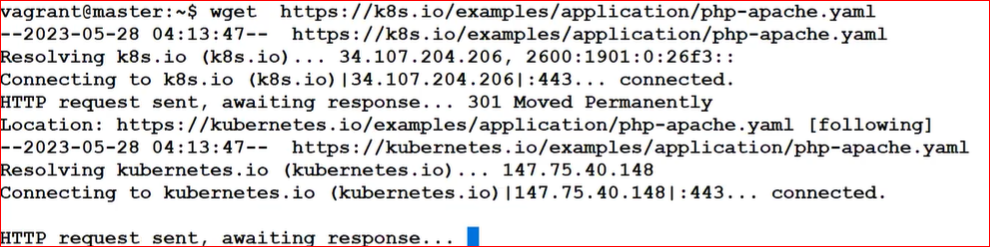 vagrant@master:~$ wget  https://k8s.io/examples/application/php-apache.yaml
--2023-05-28 04:13:47--  https://k8s.io/examples/application/php-apache.yaml
Resolving k8s.io (k8s.io)... 34.107.204.206, 2600:1901:0:26f3::
Connecting to k8s.io (k8s.io)|34.107.204.206|:443... connected.
HTTP request sent, awaiting response... 301 Moved Permanently
Location: https://kubernetes.io/examples/application/php-apache.yaml [following]
--2023-05-28 04:13:47--  https://kubernetes.io/examples/application/php-apache.yaml
Resolving kubernetes.io (kubernetes.io)... 147.75.40.148
Connecting to kubernetes.io (kubernetes.io)|147.75.40.148|:443... connected.
HTTP request sent, awaiting response...